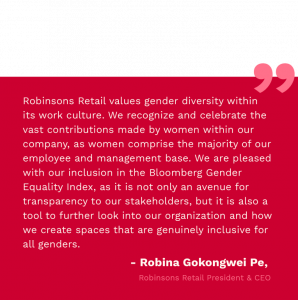 Robinsons Retail values gender diversity within
its work culture. We recognize and celebrate the
vast contributions made by women within our
company, as women comprise the majority of our
employee and management base. We are pleased
with our inclusion in the Bloomberg Gender
Equality Index, as it is not only an avenue for
transparency to our stakeholders, but it is also a
tool to further look into our organization and how
we create spaces that are genuinely inclusive for
all genders.
- Robina Gokongwei Pe,
Robinsons Retail President & CEO